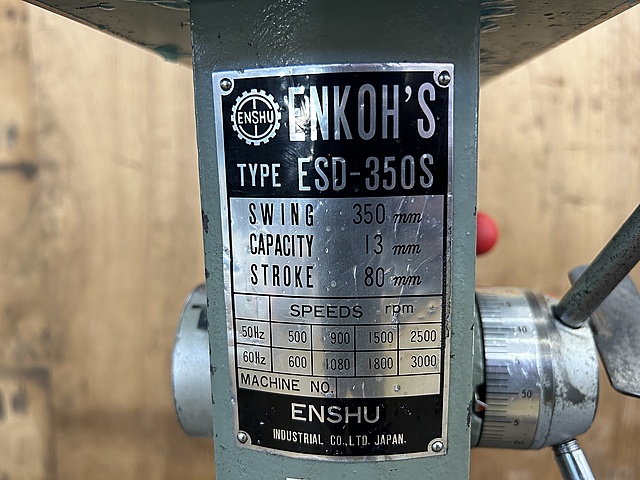 ENSHU
ENKOH'S
TYPE ESD-350S
SWING 350 mm
CAPACITY 13 mm
STROKE 80 mm
SPEEDS rpm
50Hz 500 900 1500 2500
60Hz 600 1080 1800 3000
MACHINE NO.
ENSHU
INDUSTRIAL CO.,LTD. JAPAN.
50